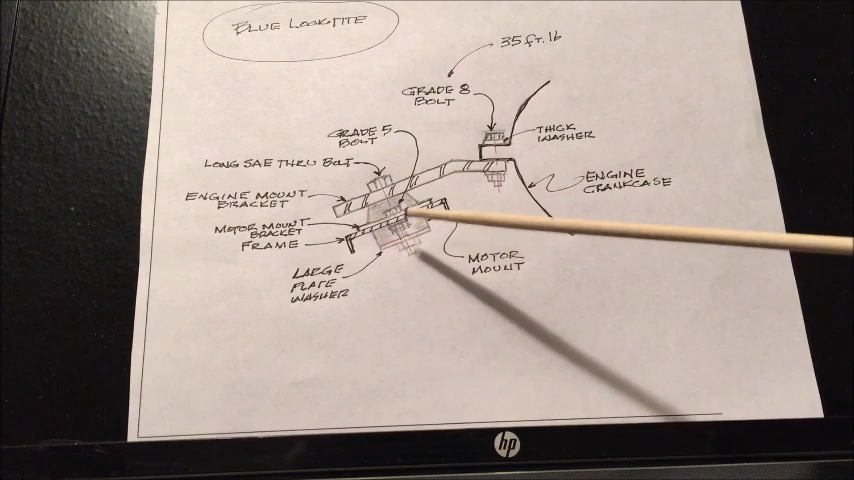 BLUE LOCKTITE
35 ft. lb
GRADE 8
BOLT
GRADE 5
BOLT
THICK
WASHER
LONG SAE THRU BOLT
ENGINE
CRANKCASE
ENGINE MOUNT
BRACKET
MOTOR MOUNT
BRACKET
FRAME
MOTOR
MOUNT
LARGE
PLATE
WASHER
hp